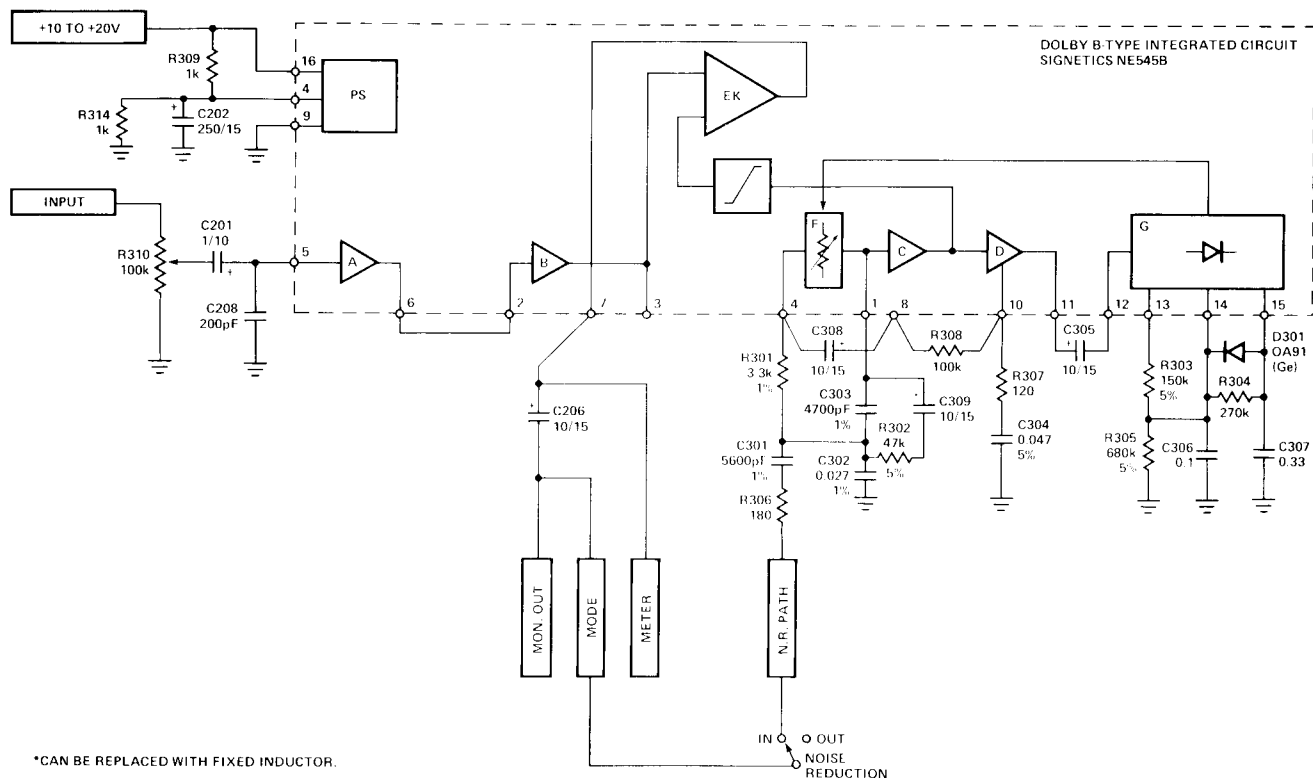 +10 TO +20V
R309
1k
R314
1k
+
C202
250/15
16
4
9
PS
DOLBY B-TYPE INTEGRATED CIRCUIT
SIGNETICS NE545B
EK
INPUT
R310
100k
C201
1/10
+
C208
200pF
5
A
6
2
B
7
3
F
C
D
G
4
1
8
10
11
12
13
14
15
R301
3.3k
1%
C308
+
10/15
R308
100k
C305
+
10/15
D301
OA91
(Ge)
R303
150k
5%
R304
270k
R307
120
C303
4700pF
1%
C309
10/15
R302
47k
5%
C304
0.047
5%
C301
5600pf
1%
C302
0.027
1%
R305
680k
5%
C306
0.1
C307
0.33
R306
180
+
C206
10/15
MON. OUT
MODE
METER
N.R. PATH
IN
OUT
NOISE
REDUCTION
*CAN BE REPLACED WITH FIXED INDUCTOR.